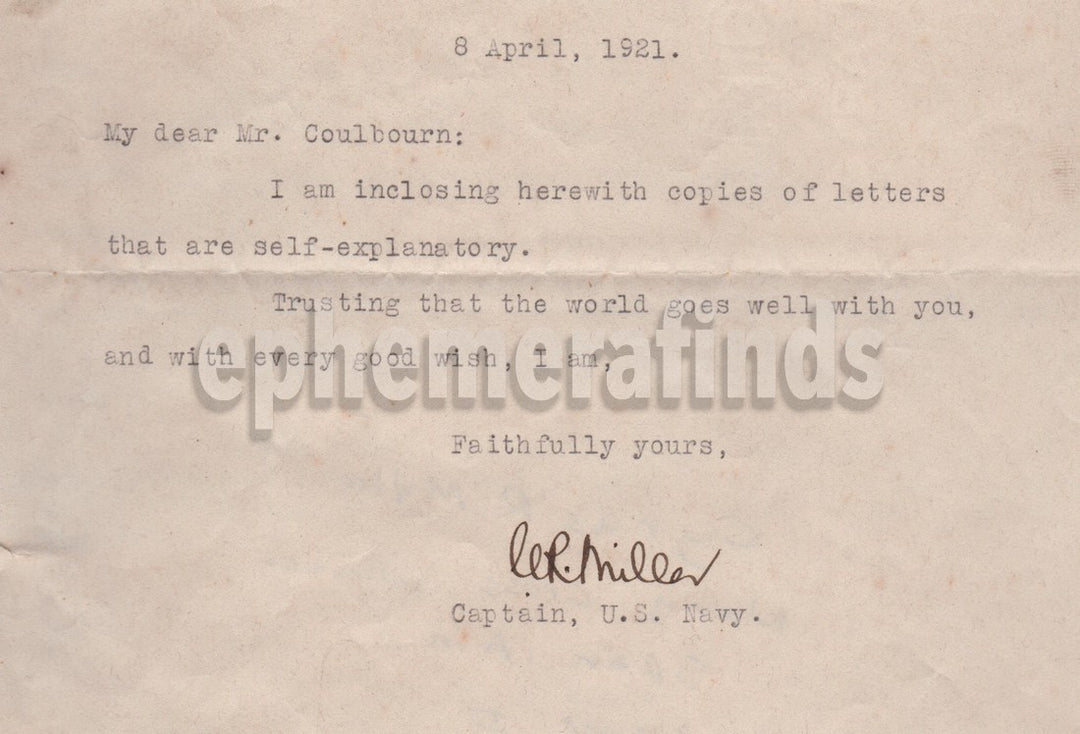 8 April, 1921.
My dear Mr. Coulbourn:
I am inclosing herewith copies of letters
that are self-explanatory.
Trusting that the world goes well with you,
and with every good wish, I am,
ephemerafinds
Faithfully yours,
Miller
Captain, U.S. Navy.